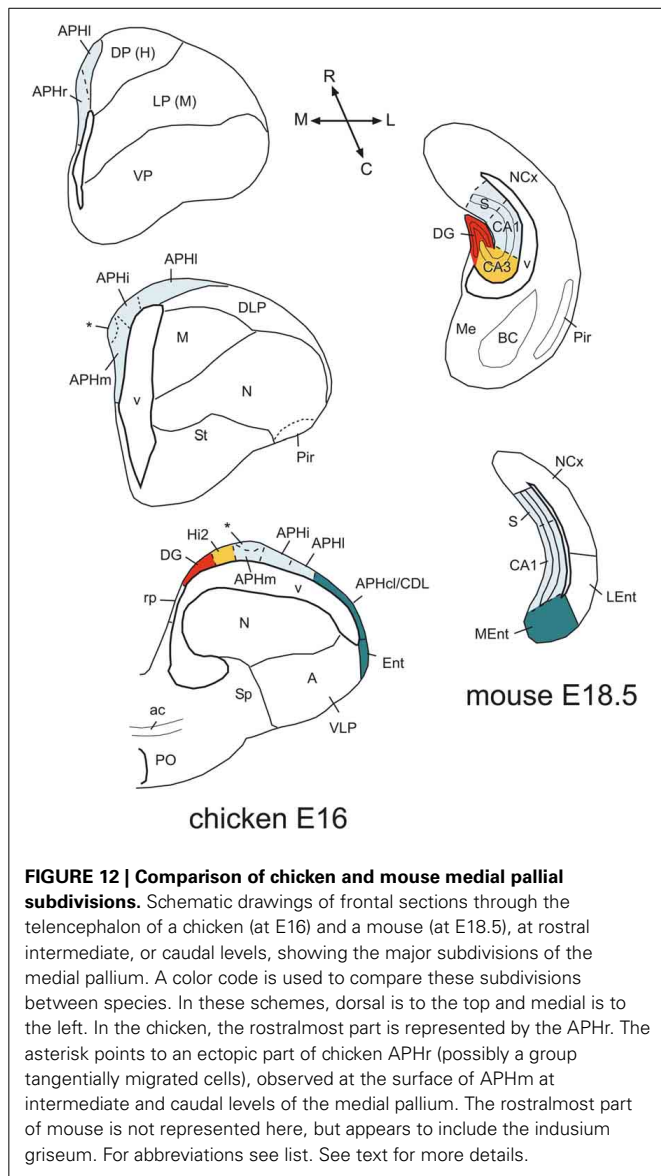 APHl
DP (H)
APHr
LP (M)
VP
R
M
L
C
NCx
S
CA1
DG
CA3
v
Me
BC
Pir
APHl
APHi
*
DLP
M
APHm
v
N
St
Pir
NCx
S
CA1
LEnt
MEnt
mouse E18.5
*
Hi2
APHi
DG
APHl
APHm
APHcl/CDL
rp
v
N
Ent
A
Sp
VLP
ac
PO
chicken E16
FIGURE 12 | Comparison of chicken and mouse medial pallial
subdivisions. Schematic drawings of frontal sections through the
telencephalon of a chicken (at E16) and a mouse (at E18.5), at rostral
intermediate, or caudal levels, showing the major subdivisions of the
medial pallium. A color code is used to compare these subdivisions
between species. In these schemes, dorsal is to the top and medial is to
the left. In the chicken, the rostralmost part is represented by the APHr. The
asterisk points to an ectopic part of chicken APHr (possibly a group
tangentially migrated cells), observed at the surface of APHm at
intermediate and caudal levels of the medial pallium. The rostralmost part
of mouse is not represented here, but appears to include the indusium
griseum. For abbreviations see list. See text for more details.